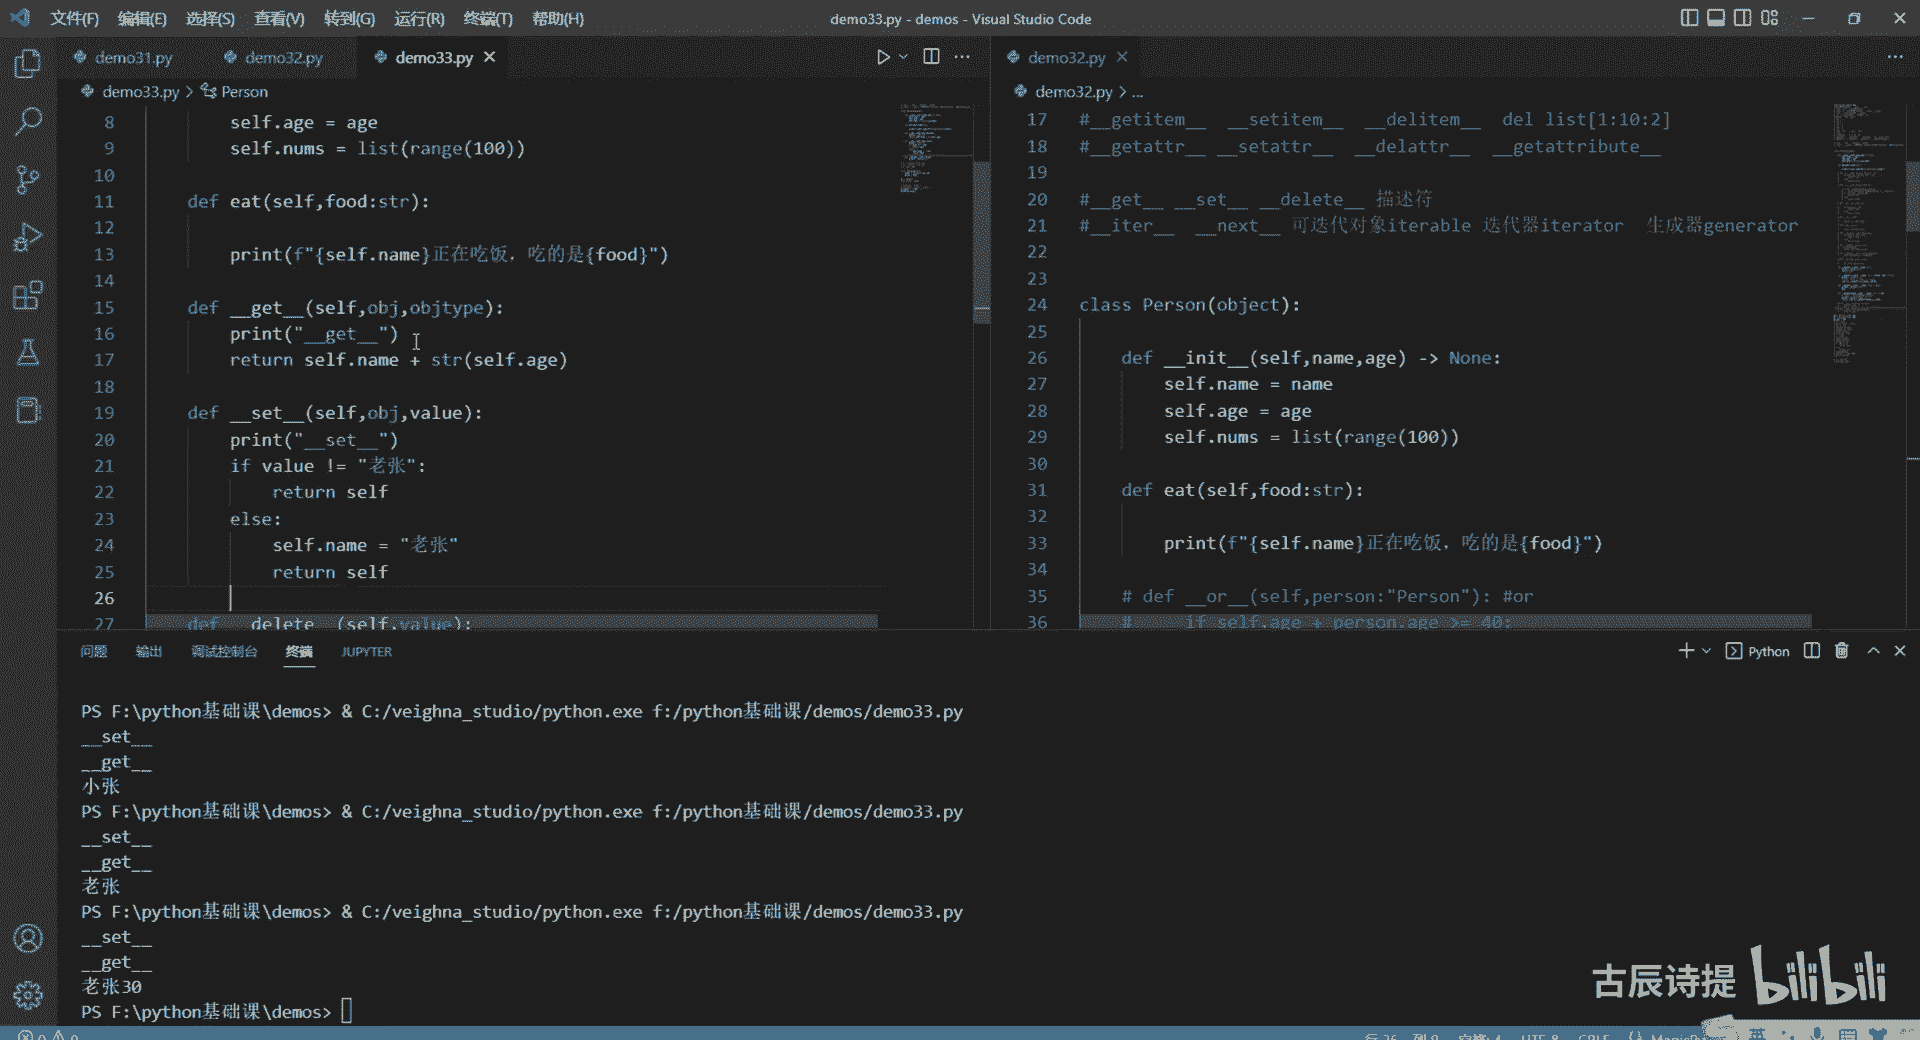 文件(F) 编辑(E) 选择(S) 查看(V) 转到(G) 运行(R) 终端(T) 帮助(H) demo33.py - demos - Visual Studio Code
demo31.py demo32.py demo33.py
demo33.py > Person
8 self.age = age
9 self.nums = list(range(100))
10
11 def eat(self,food:str):
12
13 print(f"{self.name}正在吃饭，吃的是{food}")
14
15 def __get__(self,obj,objtype):
16 print("__get__")
17 return self.name + str(self.age)
18
19 def __set__(self,obj,value):
20 print("__set__")
21 if value != "老张":
22 return self
23 else:
24 self.name = "老张"
25 return self
26
27 def __delete__(self,value):
demo32.py
demo32.py > ...
17 #__getitem__ __setitem__ __delitem__ del list[1:10:2]
18 #__getattr__ __setattr__ __delattr__ __getattribute__
19
20 #__get__ __set__ __delete__ 描述符
21 #__iter__ __next__ 可迭代对象iterable 迭代器iterator 生成器generator
22
23
24 class Person(object):
25
26 def __init__(self,name,age) -> None:
27 self.name = name
28 self.age = age
29 self.nums = list(range(100))
30
31 def eat(self,food:str):
32
33 print(f"{self.name}正在吃饭，吃的是{food}")
34
35 # def __or__(self,person:"Person"): #or
36 # if self.age + person.age >= 40:
问题 输出 调试控制台 终端 JUPYTER
Python
PS F:\python基础课\demos> & C:/veighna_studio/python.exe f:/python基础课/demos/demo33.py
__set__
__get__
小张
PS F:\python基础课\demos> & C:/veighna_studio/python.exe f:/python基础课/demos/demo33.py
__set__
__get__
老张
PS F:\python基础课\demos> & C:/veighna_studio/python.exe f:/python基础课/demos/demo33.py
__set__
__get__
老张30
PS F:\python基础课\demos>
古辰诗提 bilibili